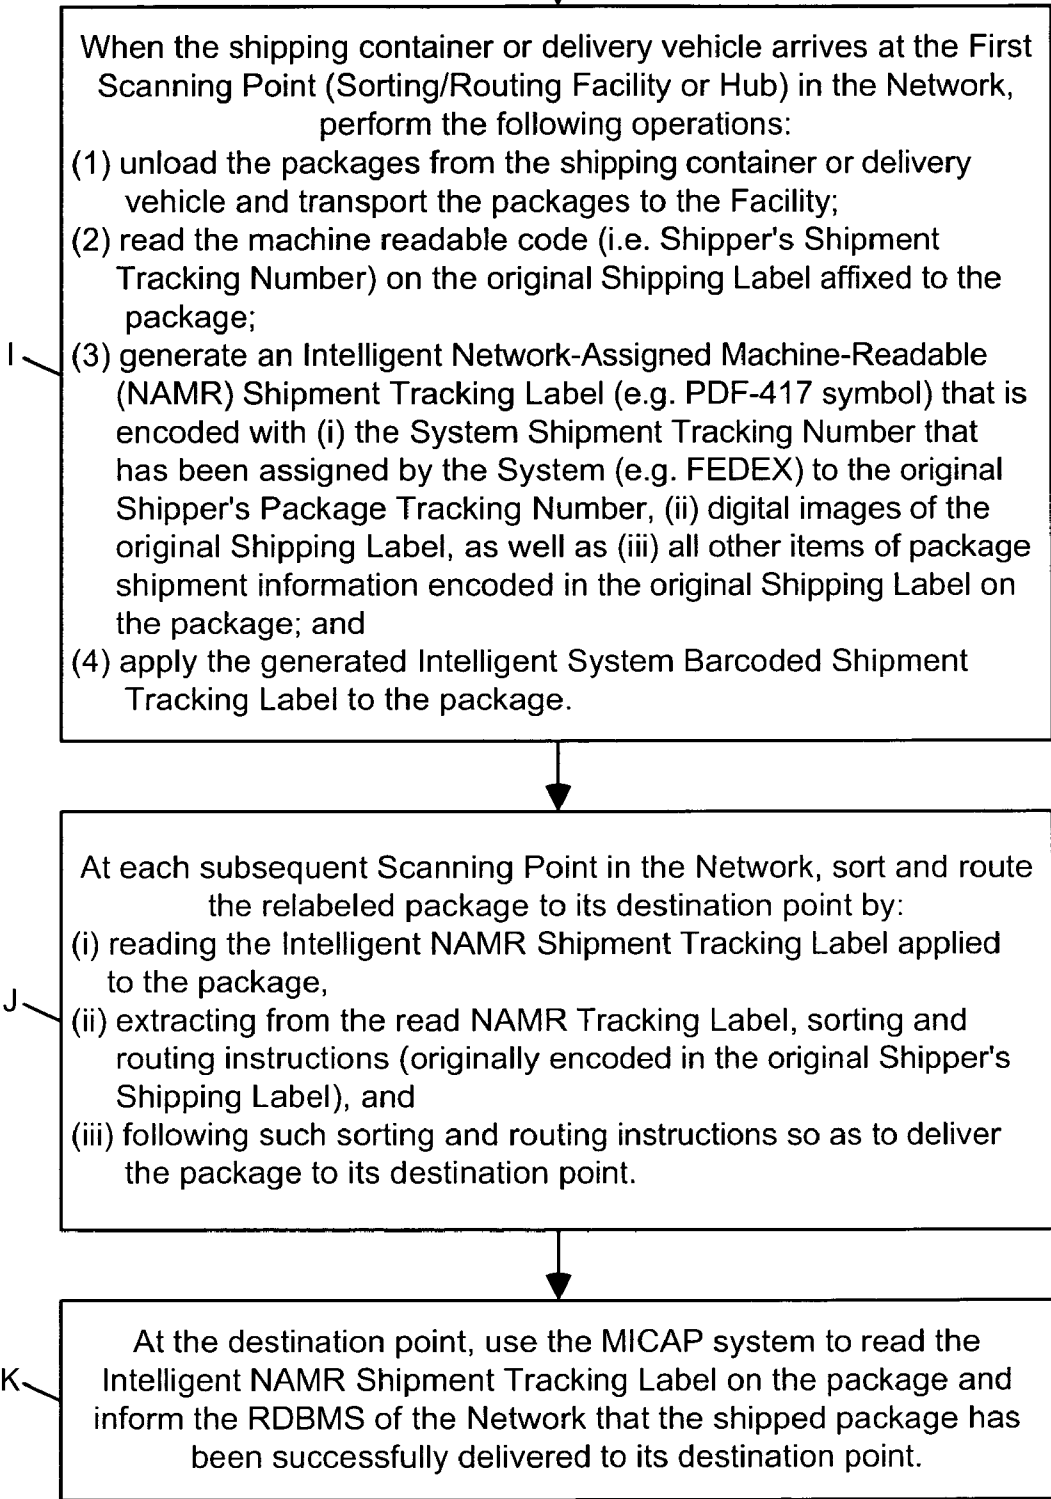 When the shipping container or delivery vehicle arrives at the First
Scanning Point (Sorting/Routing Facility or Hub) in the Network,
perform the following operations:
(1) unload the packages from the shipping container or delivery
vehicle and transport the packages to the Facility;
(2) read the machine readable code (i.e. Shipper's Shipment
Tracking Number) on the original Shipping Label affixed to the
package;
I
(3) generate an Intelligent Network-Assigned Machine-Readable
(NAMR) Shipment Tracking Label (e.g. PDF-417 symbol) that is
encoded with (i) the System Shipment Tracking Number that
has been assigned by the System (e.g. FEDEX) to the original
Shipper's Package Tracking Number, (ii) digital images of the
original Shipping Label, as well as (iii) all other items of package
shipment information encoded in the original Shipping Label on
the package; and
(4) apply the generated Intelligent System Barcoded Shipment
Tracking Label to the package.
At each subsequent Scanning Point in the Network, sort and route
the relabeled package to its destination point by:
(i) reading the Intelligent NAMR Shipment Tracking Label applied
to the package,
J
(ii) extracting from the read NAMR Tracking Label, sorting and
routing instructions (originally encoded in the original Shipper's
Shipping Label), and
(iii) following such sorting and routing instructions so as to deliver
the package to its destination point.
At the destination point, use the MICAP system to read the
K
Intelligent NAMR Shipment Tracking Label on the package and
inform the RDBMS of the Network that the shipped package has
been successfully delivered to its destination point.